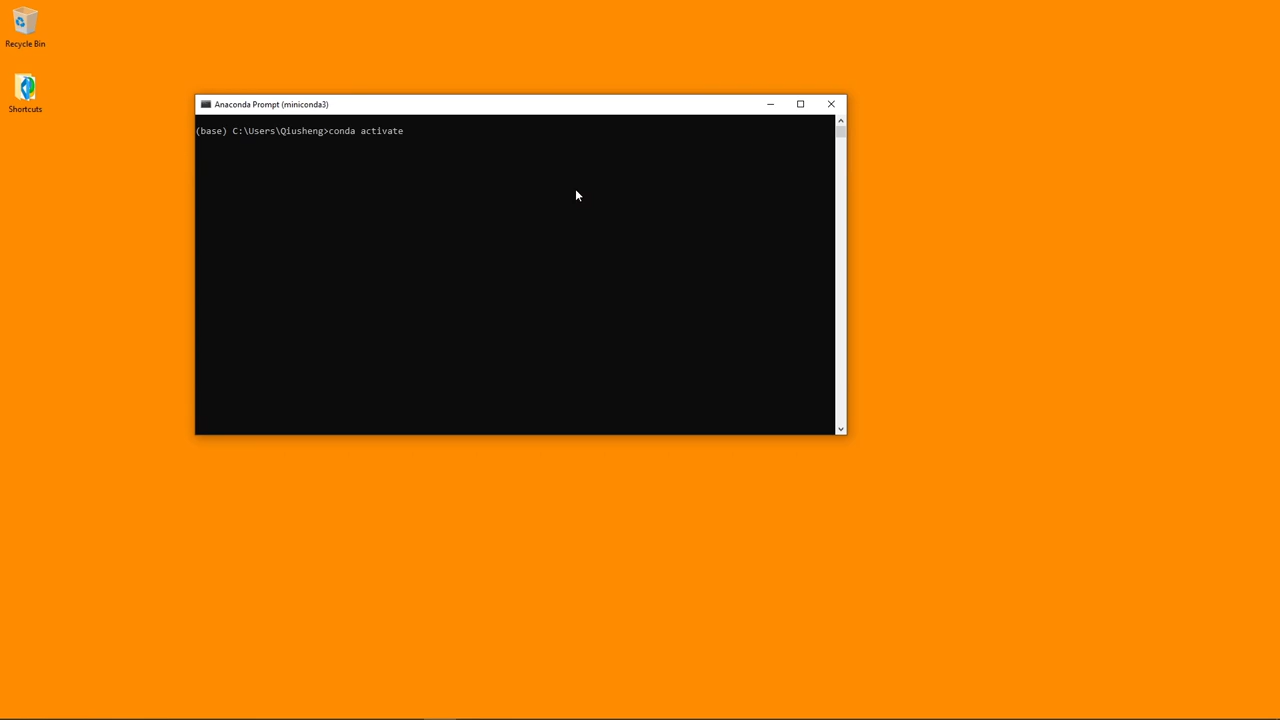 Recycle Bin
Shortcuts
Anaconda Prompt (miniconda3)
(base) C:\Users\Qiusheng>conda activate